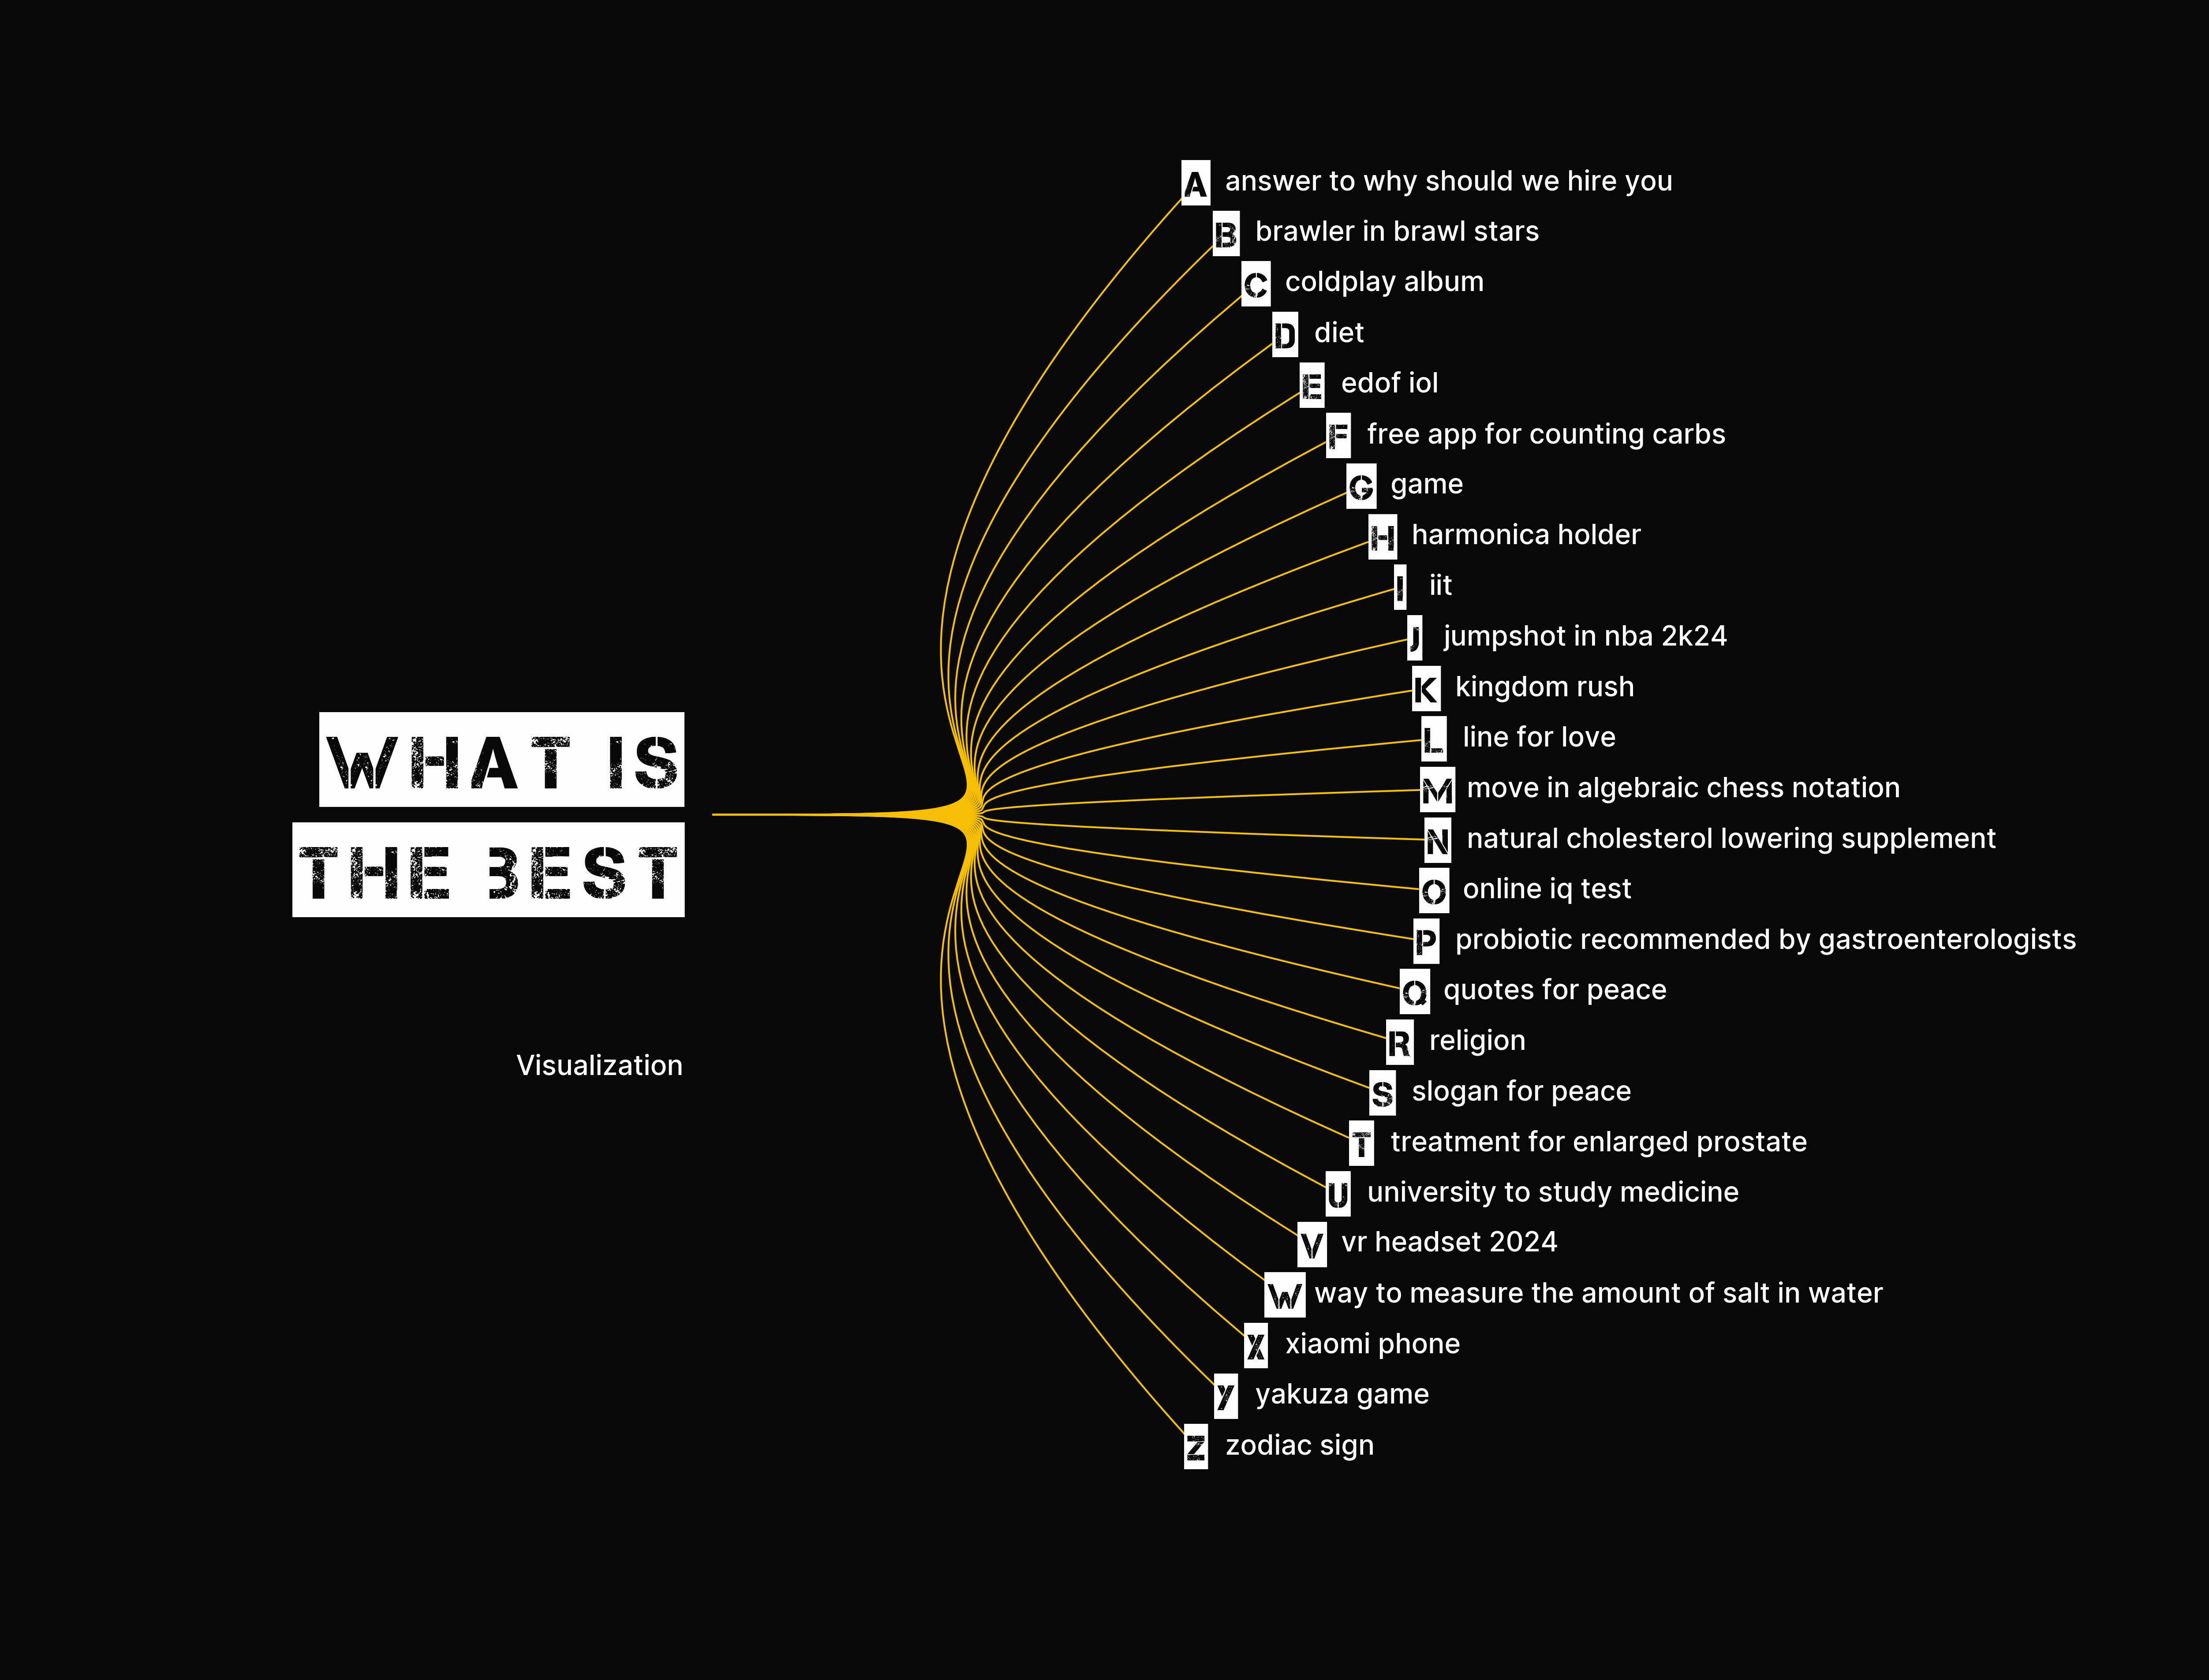 WHAT IS
THE BEST
Visualization
A answer to why should we hire you
B brawler in brawl stars
C coldplay album
D diet
E edof iol
F free app for counting carbs
G game
H harmonica holder
I iit
J jumpshot in nba 2k24
K kingdom rush
L line for love
M move in algebraic chess notation
N natural cholesterol lowering supplement
O online iq test
P probiotic recommended by gastroenterologists
Q quotes for peace
R religion
S slogan for peace
T treatment for enlarged prostate
U university to study medicine
V vr headset 2024
W way to measure the amount of salt in water
X xiaomi phone
Y yakuza game
Z zodiac sign